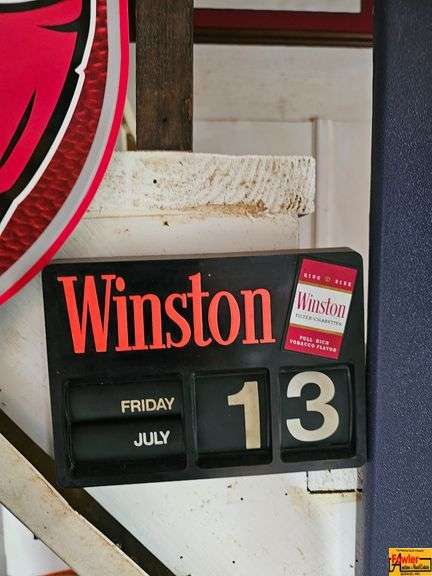 Winston
KING SIZE
Winston
FILTER-CIGARETTES
FULL RICH
TOBACCO FLAVOR
FRIDAY
JULY
13